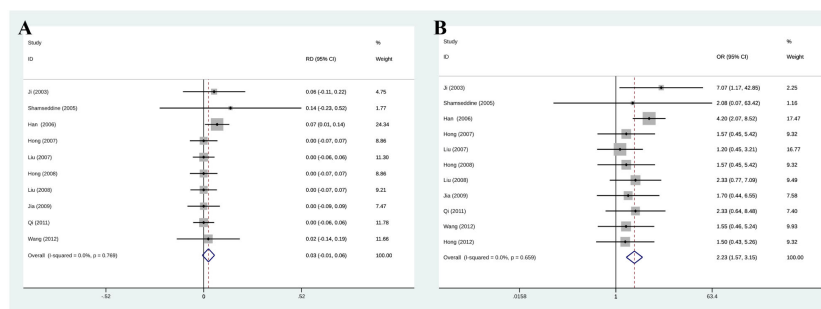 A
Study %
ID RD (95% CI) Weight
Ji (2003) 0.06 (-0.11, 0.22) 4.75
Shamseddine (2005) 0.14 (-0.23, 0.52) 1.77
Han (2006) 0.07 (0.01, 0.14) 24.34
Hong (2007) 0.00 (-0.07, 0.07) 8.86
Liu (2007) 0.00 (-0.06, 0.06) 11.30
Hong (2008) 0.00 (-0.07, 0.07) 8.86
Liu (2008) 0.00 (-0.07, 0.07) 9.21
Jia (2009) 0.00 (-0.09, 0.09) 7.47
Qi (2011) 0.00 (-0.06, 0.06) 11.78
Wang (2012) 0.02 (-0.14, 0.19) 11.66
Overall (I-squared = 0.0%, p = 0.769) 0.03 (-0.01, 0.06) 100.00
-.52 0 .52
B
Study %
ID OR (95% CI) Weight
Ji (2003) 7.07 (1.17, 42.85) 2.25
Shamseddine (2005) 2.08 (0.07, 63.42) 1.16
Han (2006) 4.20 (2.07, 8.52) 17.47
Hong (2007) 1.57 (0.45, 5.42) 9.32
Liu (2007) 1.20 (0.45, 3.21) 16.77
Hong (2008) 1.57 (0.45, 5.42) 9.32
Liu (2008) 2.33 (0.77, 7.09) 9.49
Jia (2009) 1.70 (0.44, 6.55) 7.58
Qi (2011) 2.33 (0.64, 8.48) 7.40
Wang (2012) 1.55 (0.46, 5.24) 9.93
Hong (2012) 1.50 (0.43, 5.26) 9.32
Overall (I-squared = 0.0%, p = 0.659) 2.23 (1.57, 3.15) 100.00
.0158 1 63.4